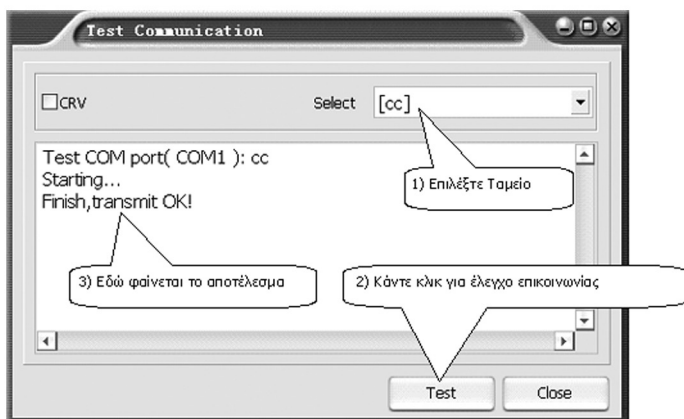 Test Communication
CRV
Select
[cc]
Test COM port( COM1 ): cc
Starting...
Finish,transmit OK!
1) Επιλέξτε Ταμείο
3) Εδώ φαίνεται το αποτέλεσμα
2) Κάντε κλικ για έλεγχο επικοινωνίας
Test
Close